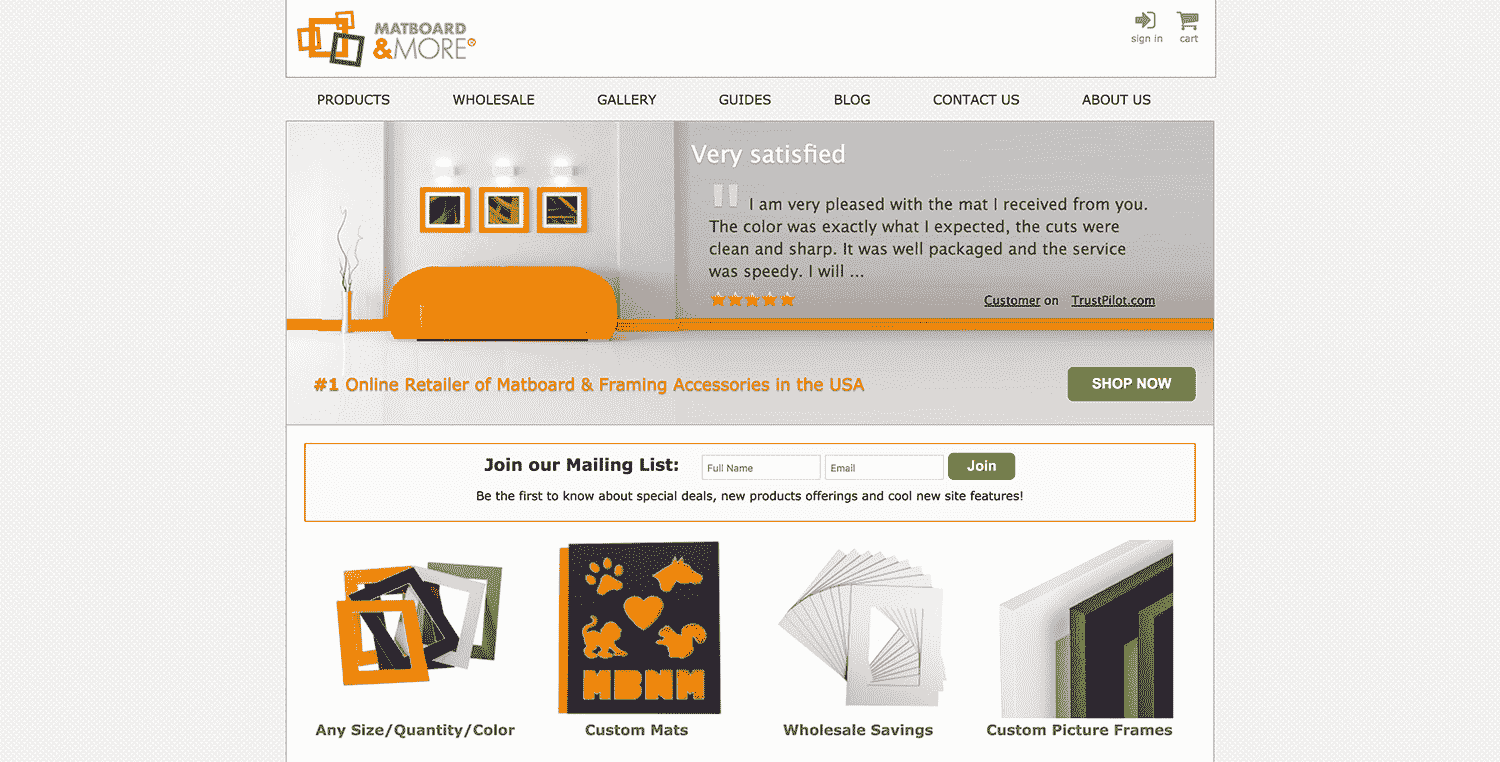 MATBOARD
&MORE®
sign in
cart
PRODUCTS
WHOLESALE
GALLERY
GUIDES
BLOG
CONTACT US
ABOUT US
Very satisfied
" I am very pleased with the mat I received from you.
The color was exactly what I expected, the cuts were
clean and sharp. It was well packaged and the service
was speedy. I will ...
Customer on TrustPilot.com
#1 Online Retailer of Matboard & Framing Accessories in the USA
SHOP NOW
Join our Mailing List:
Full Name
Email
Join
Be the first to know about special deals, new products offerings and cool new site features!
MBNM
Any Size/Quantity/Color
Custom Mats
Wholesale Savings
Custom Picture Frames